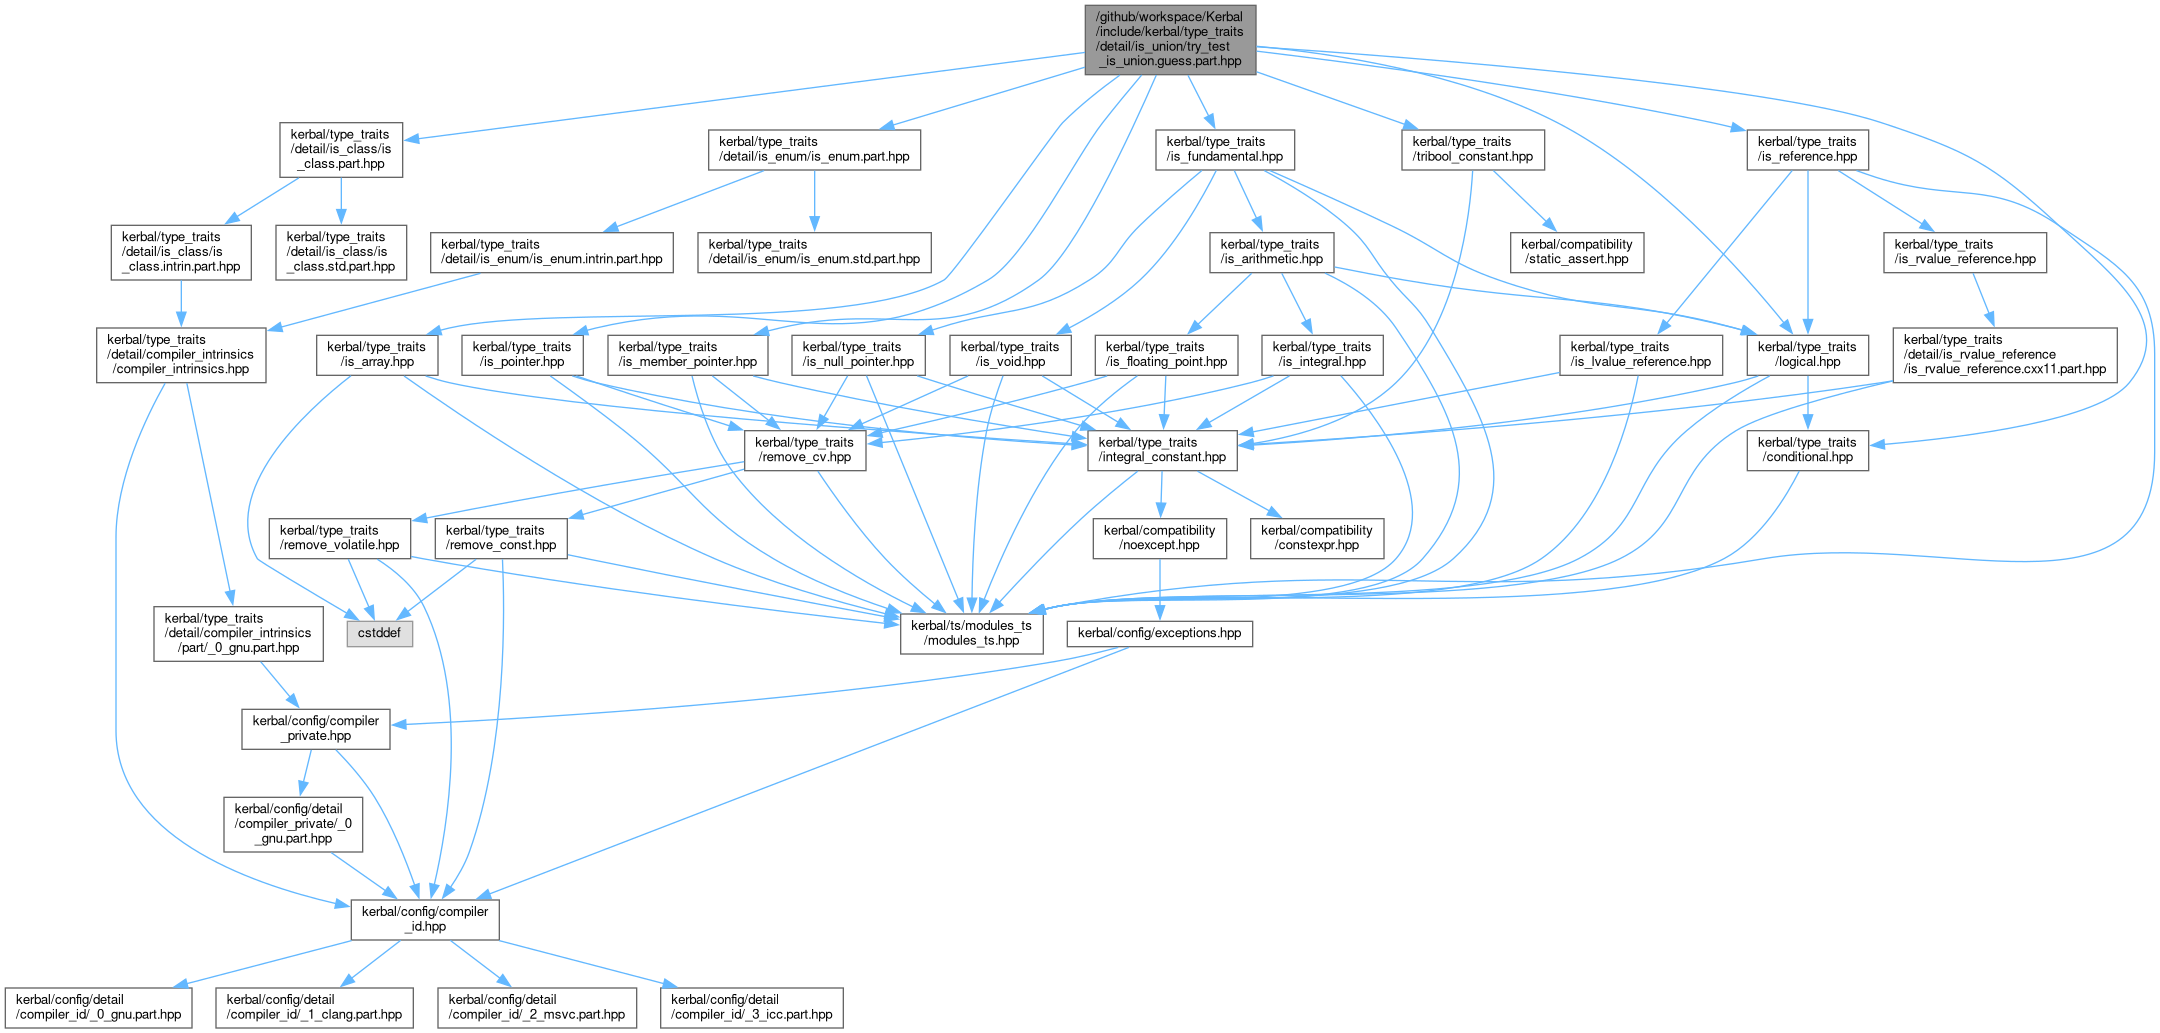 /github/workspace/Kerbal
/include/kerbal/type_traits
/detail/is_union/try_test
_is_union.guess.part.hpp
kerbal/type_traits
/detail/is_class/is
_class.part.hpp
kerbal/type_traits
/detail/is_enum/is_enum.part.hpp
kerbal/type_traits
/is_fundamental.hpp
kerbal/type_traits
/tribool_constant.hpp
kerbal/type_traits
/is_reference.hpp
kerbal/type_traits
/detail/is_class/is
_class.intrin.part.hpp
kerbal/type_traits
/detail/is_class/is
_class.std.part.hpp
kerbal/type_traits
/detail/is_enum/is_enum.intrin.part.hpp
kerbal/type_traits
/detail/is_enum/is_enum.std.part.hpp
kerbal/type_traits
/is_arithmetic.hpp
kerbal/compatibility
/static_assert.hpp
kerbal/type_traits
/is_rvalue_reference.hpp
kerbal/type_traits
/detail/compiler_intrinsics
/compiler_intrinsics.hpp
kerbal/type_traits
/is_array.hpp
kerbal/type_traits
/is_pointer.hpp
kerbal/type_traits
/is_member_pointer.hpp
kerbal/type_traits
/is_null_pointer.hpp
kerbal/type_traits
/is_void.hpp
kerbal/type_traits
/is_floating_point.hpp
kerbal/type_traits
/is_integral.hpp
kerbal/type_traits
/is_lvalue_reference.hpp
kerbal/type_traits
/logical.hpp
kerbal/type_traits
/detail/is_rvalue_reference
/is_rvalue_reference.cxx11.part.hpp
kerbal/type_traits
/remove_cv.hpp
kerbal/type_traits
/integral_constant.hpp
kerbal/type_traits
/conditional.hpp
kerbal/type_traits
/remove_volatile.hpp
kerbal/type_traits
/remove_const.hpp
kerbal/compatibility
/noexcept.hpp
kerbal/compatibility
/constexpr.hpp
kerbal/type_traits
/detail/compiler_intrinsics
/part/_0_gnu.part.hpp
cstddef
kerbal/ts/modules_ts
/modules_ts.hpp
kerbal/config/exceptions.hpp
kerbal/config/compiler
_private.hpp
kerbal/config/detail
/compiler_private/_0
_gnu.part.hpp
kerbal/config/compiler
_id.hpp
kerbal/config/detail
/compiler_id/_0_gnu.part.hpp
kerbal/config/detail
/compiler_id/_1_clang.part.hpp
kerbal/config/detail
/compiler_id/_2_msvc.part.hpp
kerbal/config/detail
/compiler_id/_3_icc.part.hpp